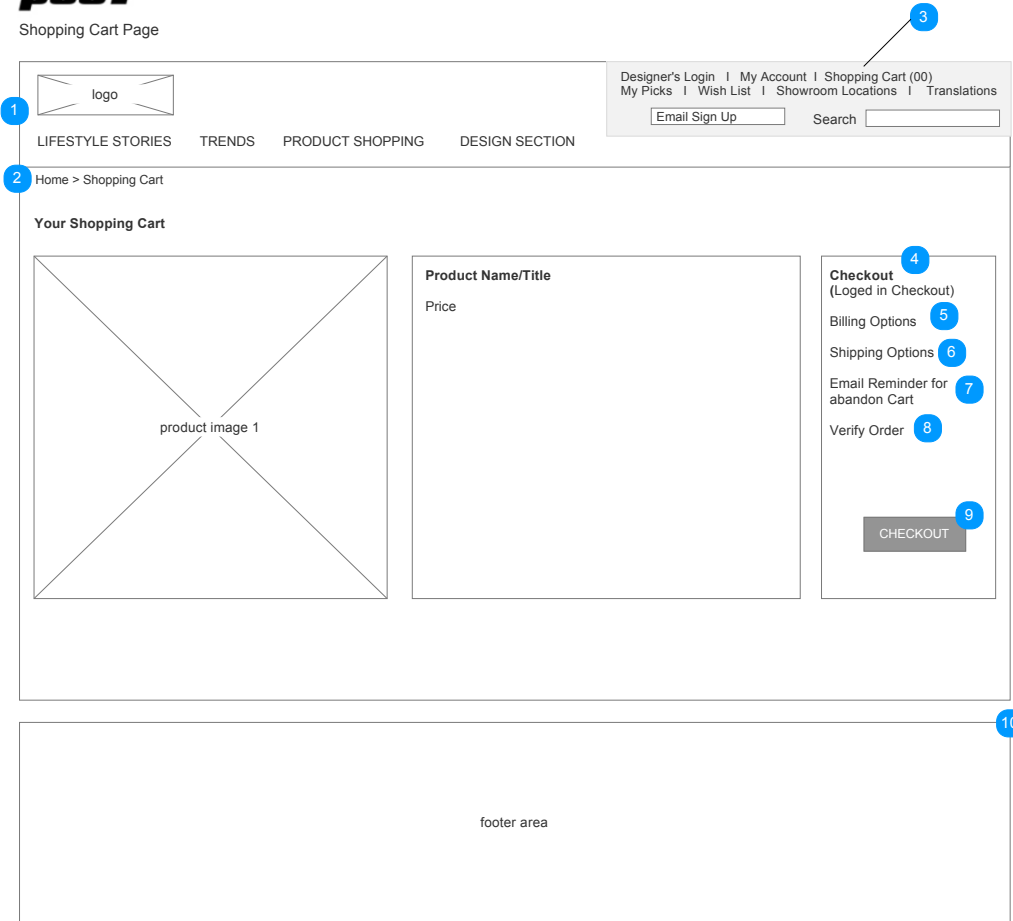 Shopping Cart Page
3
Designer's Login I My Account I Shopping Cart (00)
My Picks I Wish List I Showroom Locations I Translations
logo
1
Email Sign Up
Search
LIFESTYLE STORIES TRENDS PRODUCT SHOPPING DESIGN SECTION
2
Home > Shopping Cart
Your Shopping Cart
product image 1
Product Name/Title
Price
4
Checkout
(Loged in Checkout)
Billing Options 5
Shipping Options 6
Email Reminder for
abandon Cart 7
Verify Order 8
9
CHECKOUT
10
footer area